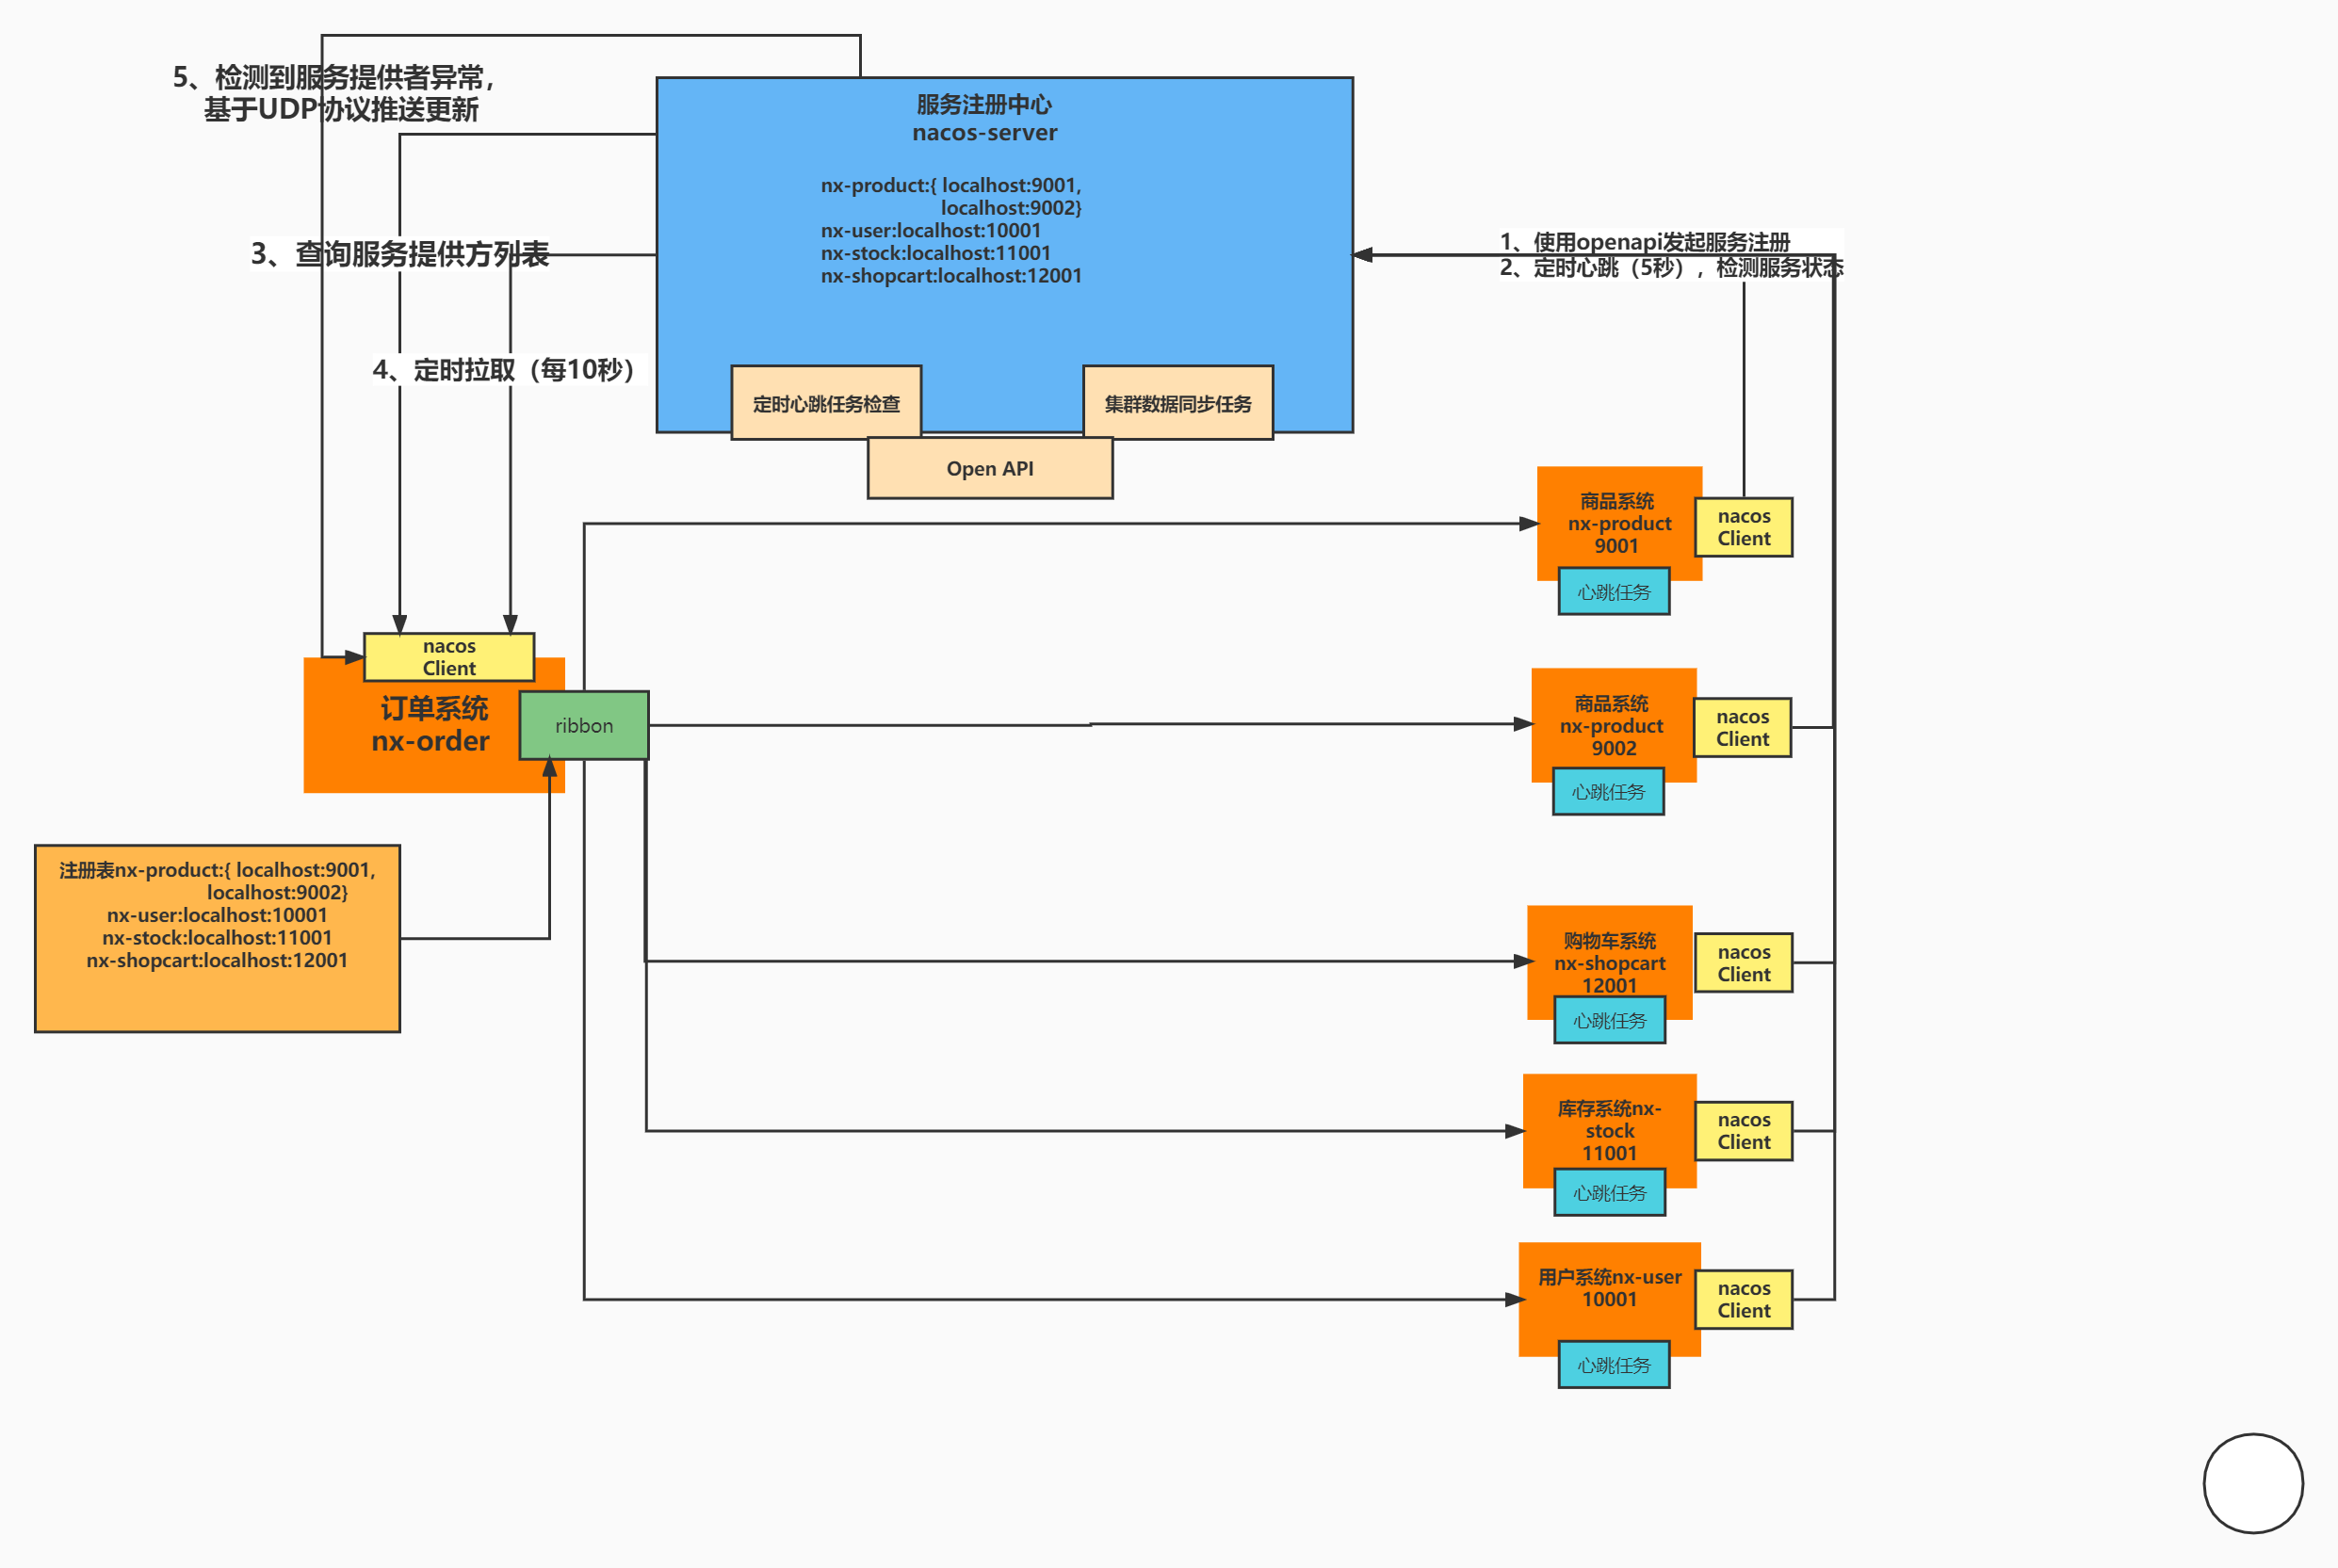 5、检测到服务提供者异常，
基于UDP协议推送更新
服务注册中心
nacos-server
nx-product:{ localhost:9001,
localhost:9002}
nx-user:localhost:10001
nx-stock:localhost:11001
nx-shopcart:localhost:12001
3、查询服务提供方列表
1、使用openapi发起服务注册
2、定时心跳（5秒），检测服务状态
4、定时拉取（每10秒）
定时心跳任务检查
集群数据同步任务
Open API
商品系统
nx-product
9001
nacos
Client
心跳任务
nacos
Client
订单系统
nx-order
ribbon
商品系统
nx-product
9002
nacos
Client
心跳任务
注册表nx-product:{ localhost:9001,
localhost:9002}
nx-user:localhost:10001
nx-stock:localhost:11001
nx-shopcart:localhost:12001
购物车系统
nx-shopcart
12001
nacos
Client
心跳任务
库存系统nx-
stock
11001
nacos
Client
心跳任务
用户系统nx-user
10001
nacos
Client
心跳任务